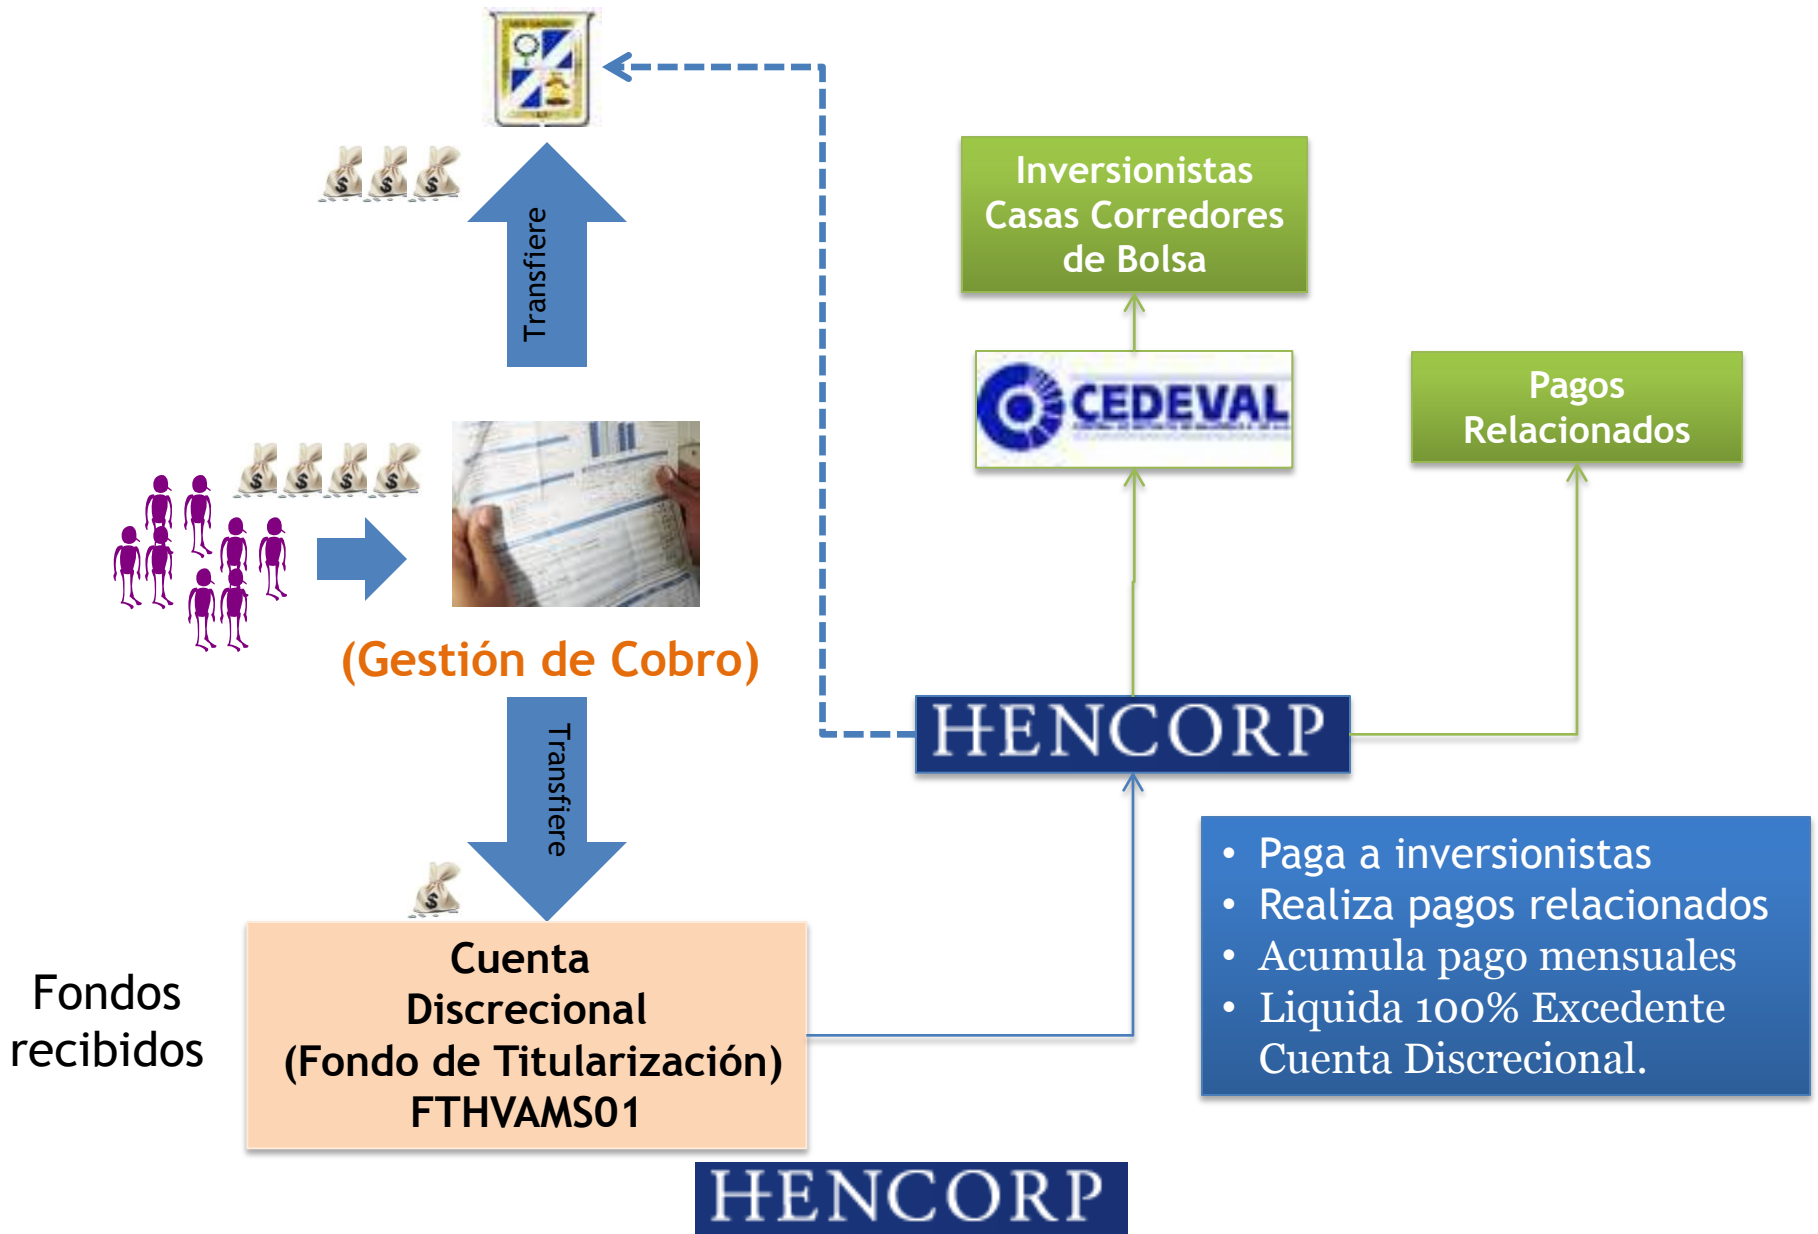 Transfiere
Inversionistas
Casas Corredores
de Bolsa
CEDEVAL
Pagos
Relacionados
(Gestión de Cobro)
Transfiere
HENCORP
• Paga a inversionistas
• Realiza pagos relacionados
• Acumula pago mensuales
• Liquida 100% Excedente
Cuenta Discrecional.
Fondos
recibidos
Cuenta
Discrecional
(Fondo de Titularización)
FTHVAMS01
HENCORP